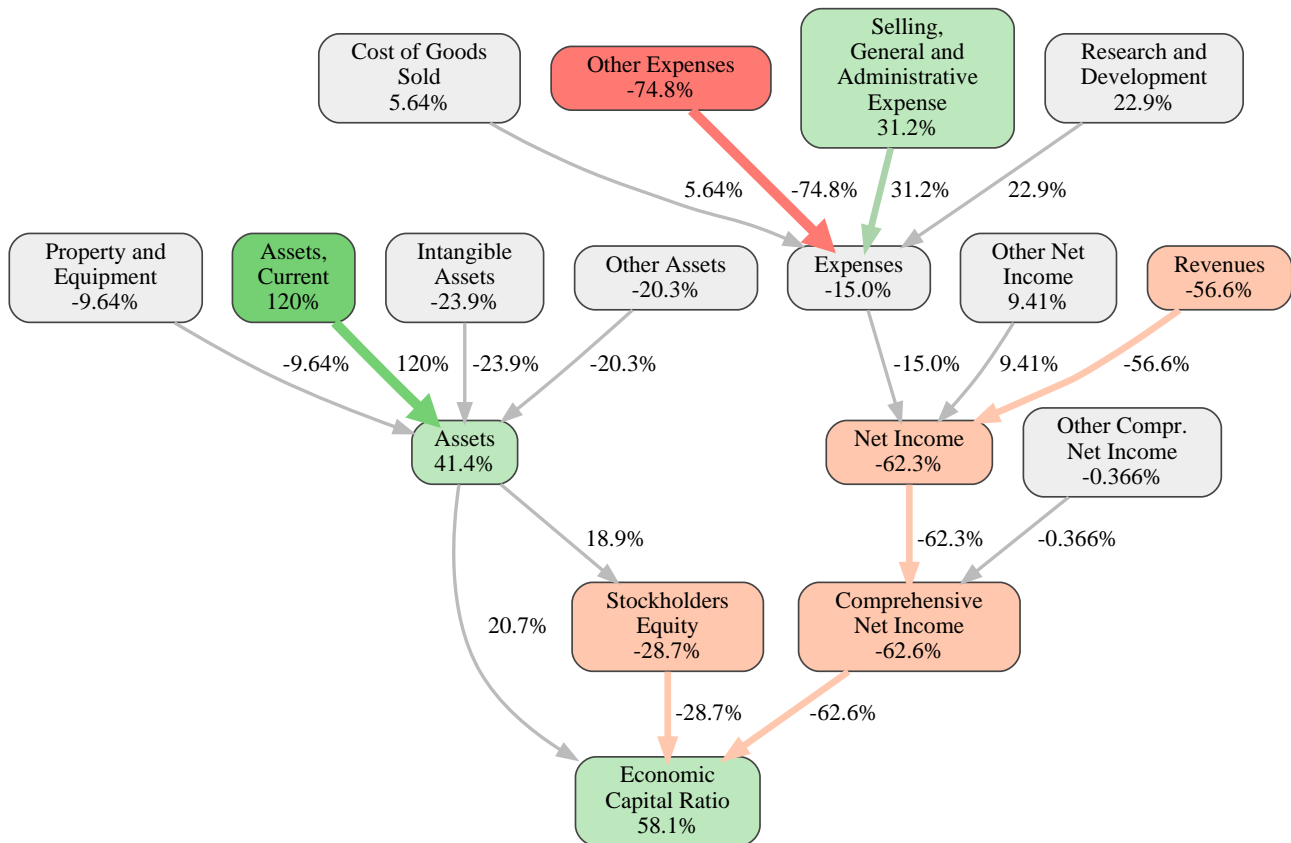 Cost of Goods
Sold
5.64%
Other Expenses
-74.8%
Selling,
General and
Administrative
Expense
31.2%
Research and
Development
22.9%
5.64%
-74.8%
31.2%
22.9%
Property and
Equipment
-9.64%
Assets,
Current
120%
Intangible
Assets
-23.9%
Other Assets
-20.3%
Expenses
-15.0%
Other Net
Income
9.41%
Revenues
-56.6%
-9.64%
120%
-23.9%
-20.3%
-15.0%
9.41%
-56.6%
Assets
41.4%
Net Income
-62.3%
Other Compr.
Net Income
-0.366%
18.9%
-62.3%
-0.366%
20.7%
Stockholders
Equity
-28.7%
Comprehensive
Net Income
-62.6%
-28.7%
-62.6%
Economic
Capital Ratio
58.1%